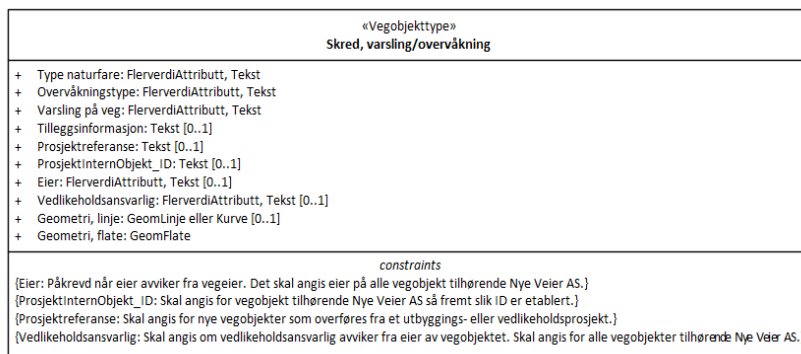 «Vegobjekttype»
Skred, varsling/overvåkning
+ Type naturfare: FlerverdiAttributt, Tekst
+ Overvåkningstype: FlerverdiAttributt, Tekst
+ Varsling på veg: FlerverdiAttributt, Tekst
+ Tilleggsinformasjon: Tekst [0..1]
+ Prosjektreferanse: Tekst [0..1]
+ ProsjektInternObjekt_ID: Tekst [0..1]
+ Eier: FlerverdiAttributt, Tekst [0..1]
+ Vedlikeholdsansvarlig: FlerverdiAttributt, Tekst [0..1]
+ Geometri, linje: GeomLinje eller Kurve [0..1]
+ Geometri, flate: GeomFlate
constraints
{Eier: Påkrevd når eier avviker fra vegeier. Det skal angis eier på alle vegobjekt tilhørende Nye Veier AS.}
{ProsjektInternObjekt_ID: Skal angis for vegobjekt tilhørende Nye Veier AS så fremt slik ID er etablert.}
{Prosjektreferanse: Skal angis for nye vegobjekter som overføres fra et utbyggings- eller vedlikeholdsprosjekt.}
{Vedlikeholdsansvarlig: Skal angis om vedlikeholdsansvarlig avviker fra eier av vegobjektet. Skal angis for alle vegobjekter tilhørende Nye Veier AS.